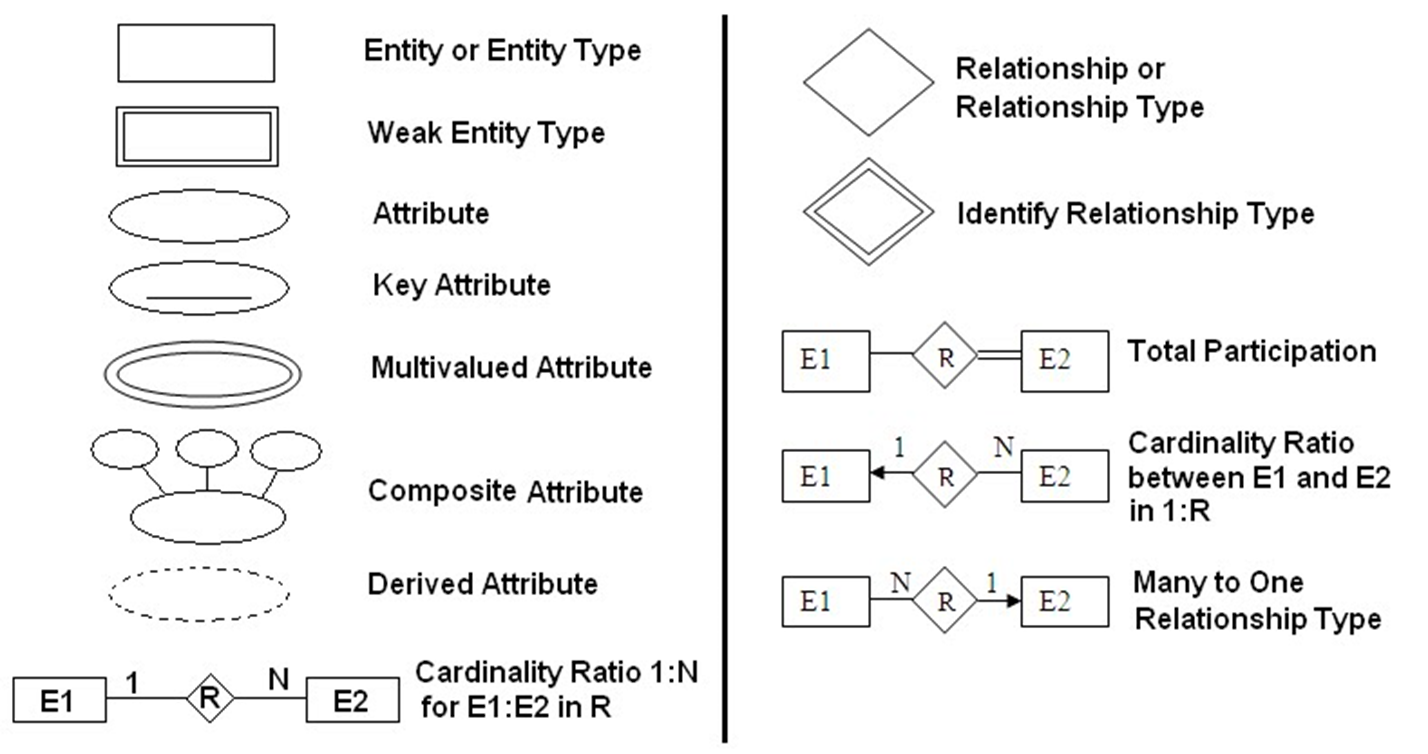 Entity or Entity Type
Weak Entity Type
Attribute
Key Attribute
Multivalued Attribute
Composite Attribute
Derived Attribute
E1 1 R N E2
Cardinality Ratio 1:N
for E1:E2 in R
Relationship or
Relationship Type
Identify Relationship Type
E1 R E2
Total Participation
E1 1 R N E2
Cardinality Ratio
between E1 and E2
in 1:R
E1 N R 1 E2
Many to One
Relationship Type